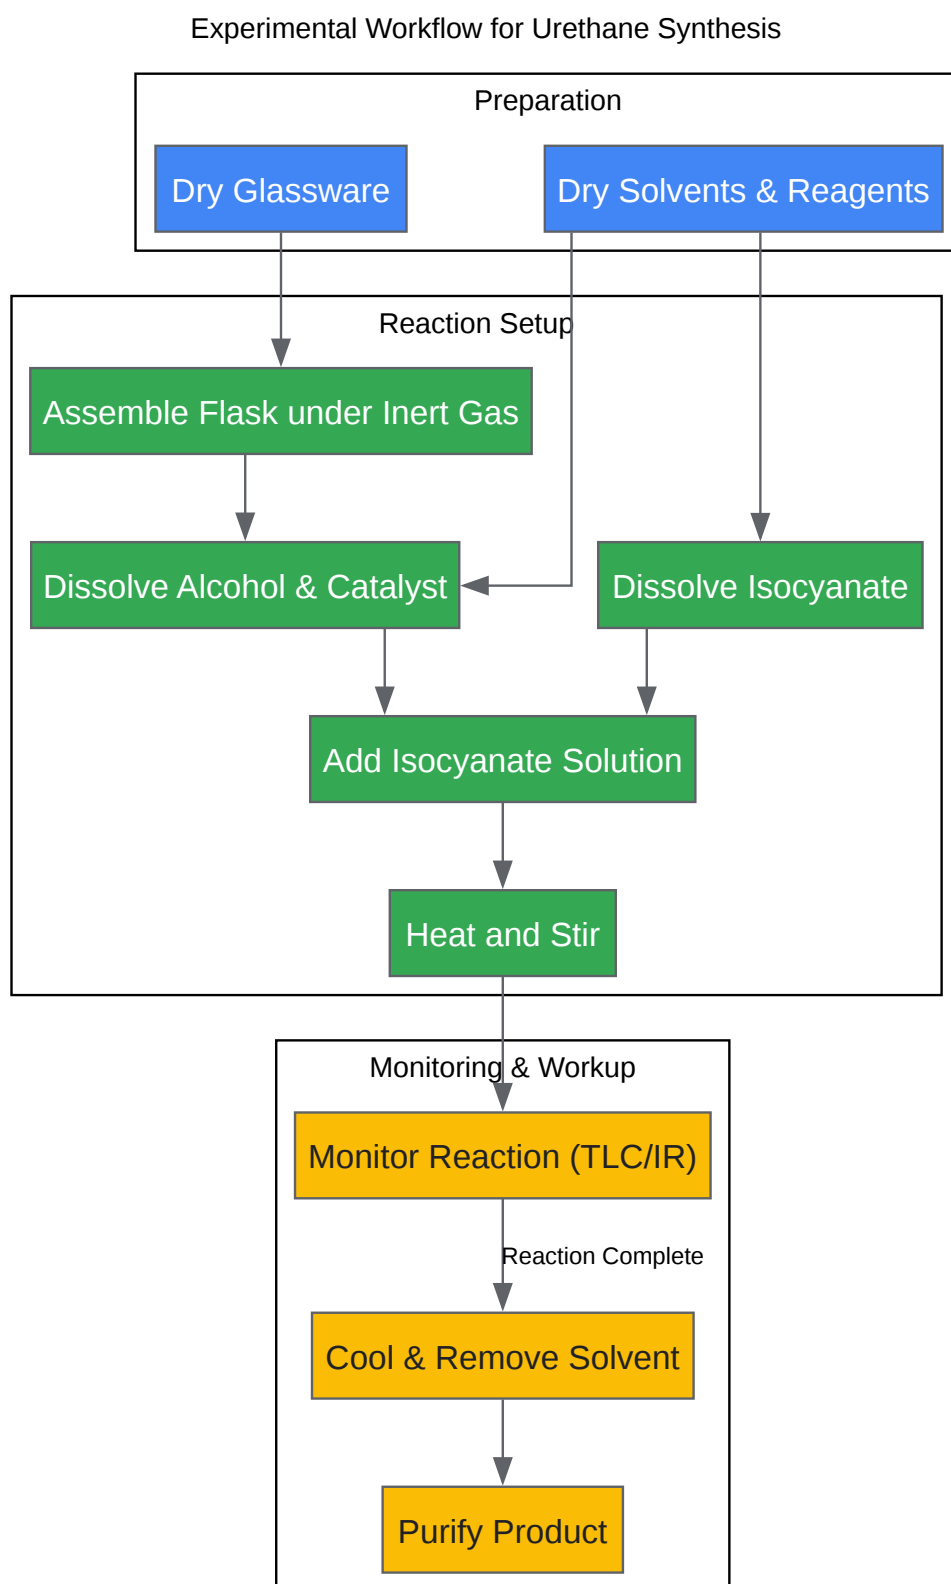 Experimental Workflow for Urethane Synthesis
Preparation
Dry Glassware
Dry Solvents & Reagents
Reaction Setup
Assemble Flask under Inert Gas
Dissolve Alcohol & Catalyst
Dissolve Isocyanate
Add Isocyanate Solution
Heat and Stir
Monitoring & Workup
Monitor Reaction (TLC/IR)
Reaction Complete
Cool & Remove Solvent
Purify Product